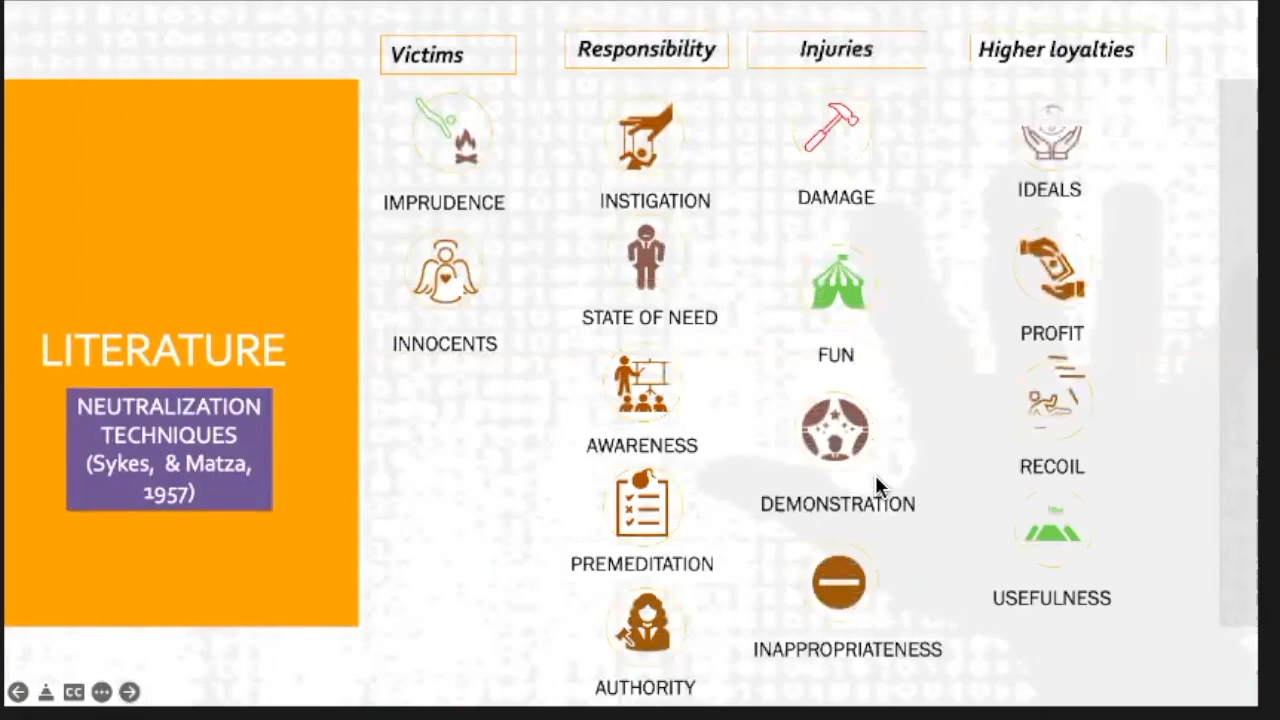 LITERATURE
NEUTRALIZATION
TECHNIQUES
(Sykes, & Matza,
1957)
Victims
IMPRUDENCE
INNOCENTS
Responsibility
INSTIGATION
STATE OF NEED
AWARENESS
PREMEDITATION
AUTHORITY
Injuries
DAMAGE
FUN
DEMONSTRATION
INAPPROPRIATENESS
Higher loyalties
IDEALS
PROFIT
RECOIL
USEFULNESS
CC